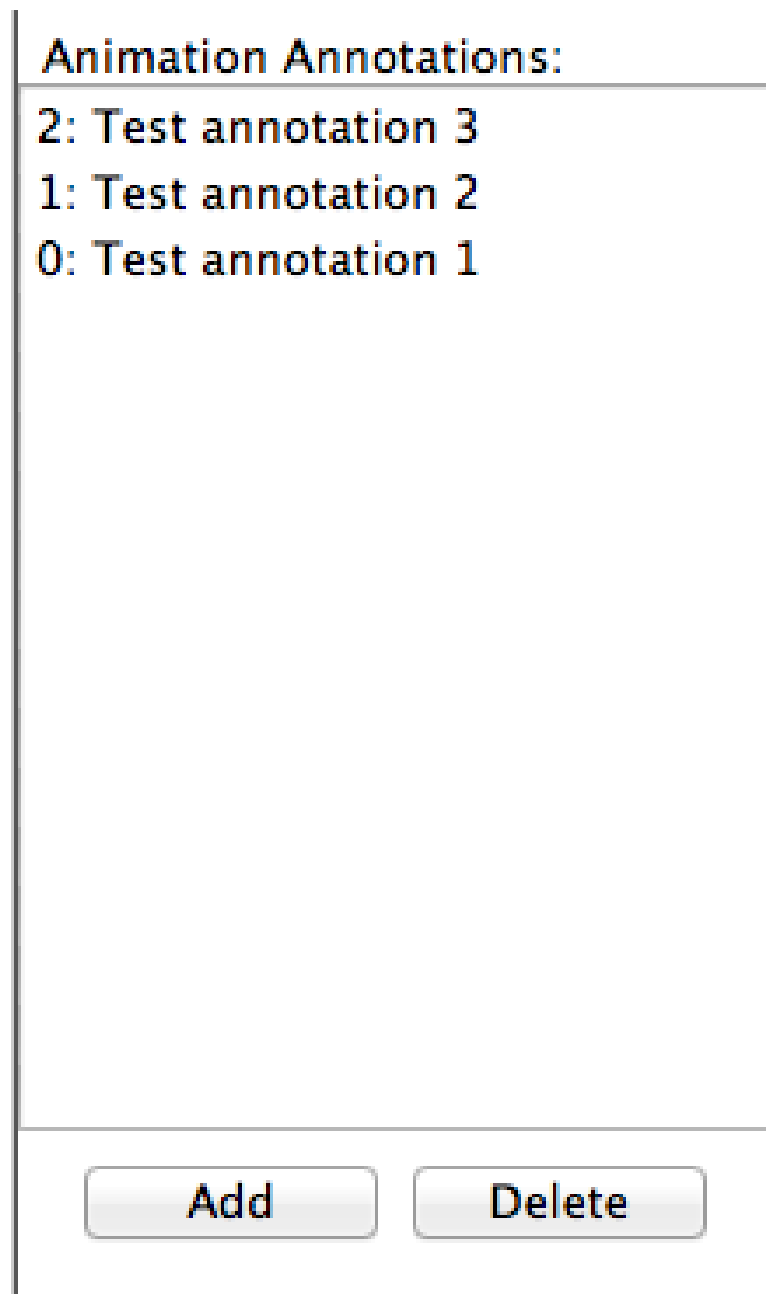 Animation Annotations:
2: Test annotation 3
1: Test annotation 2
0: Test annotation 1
Add Delete